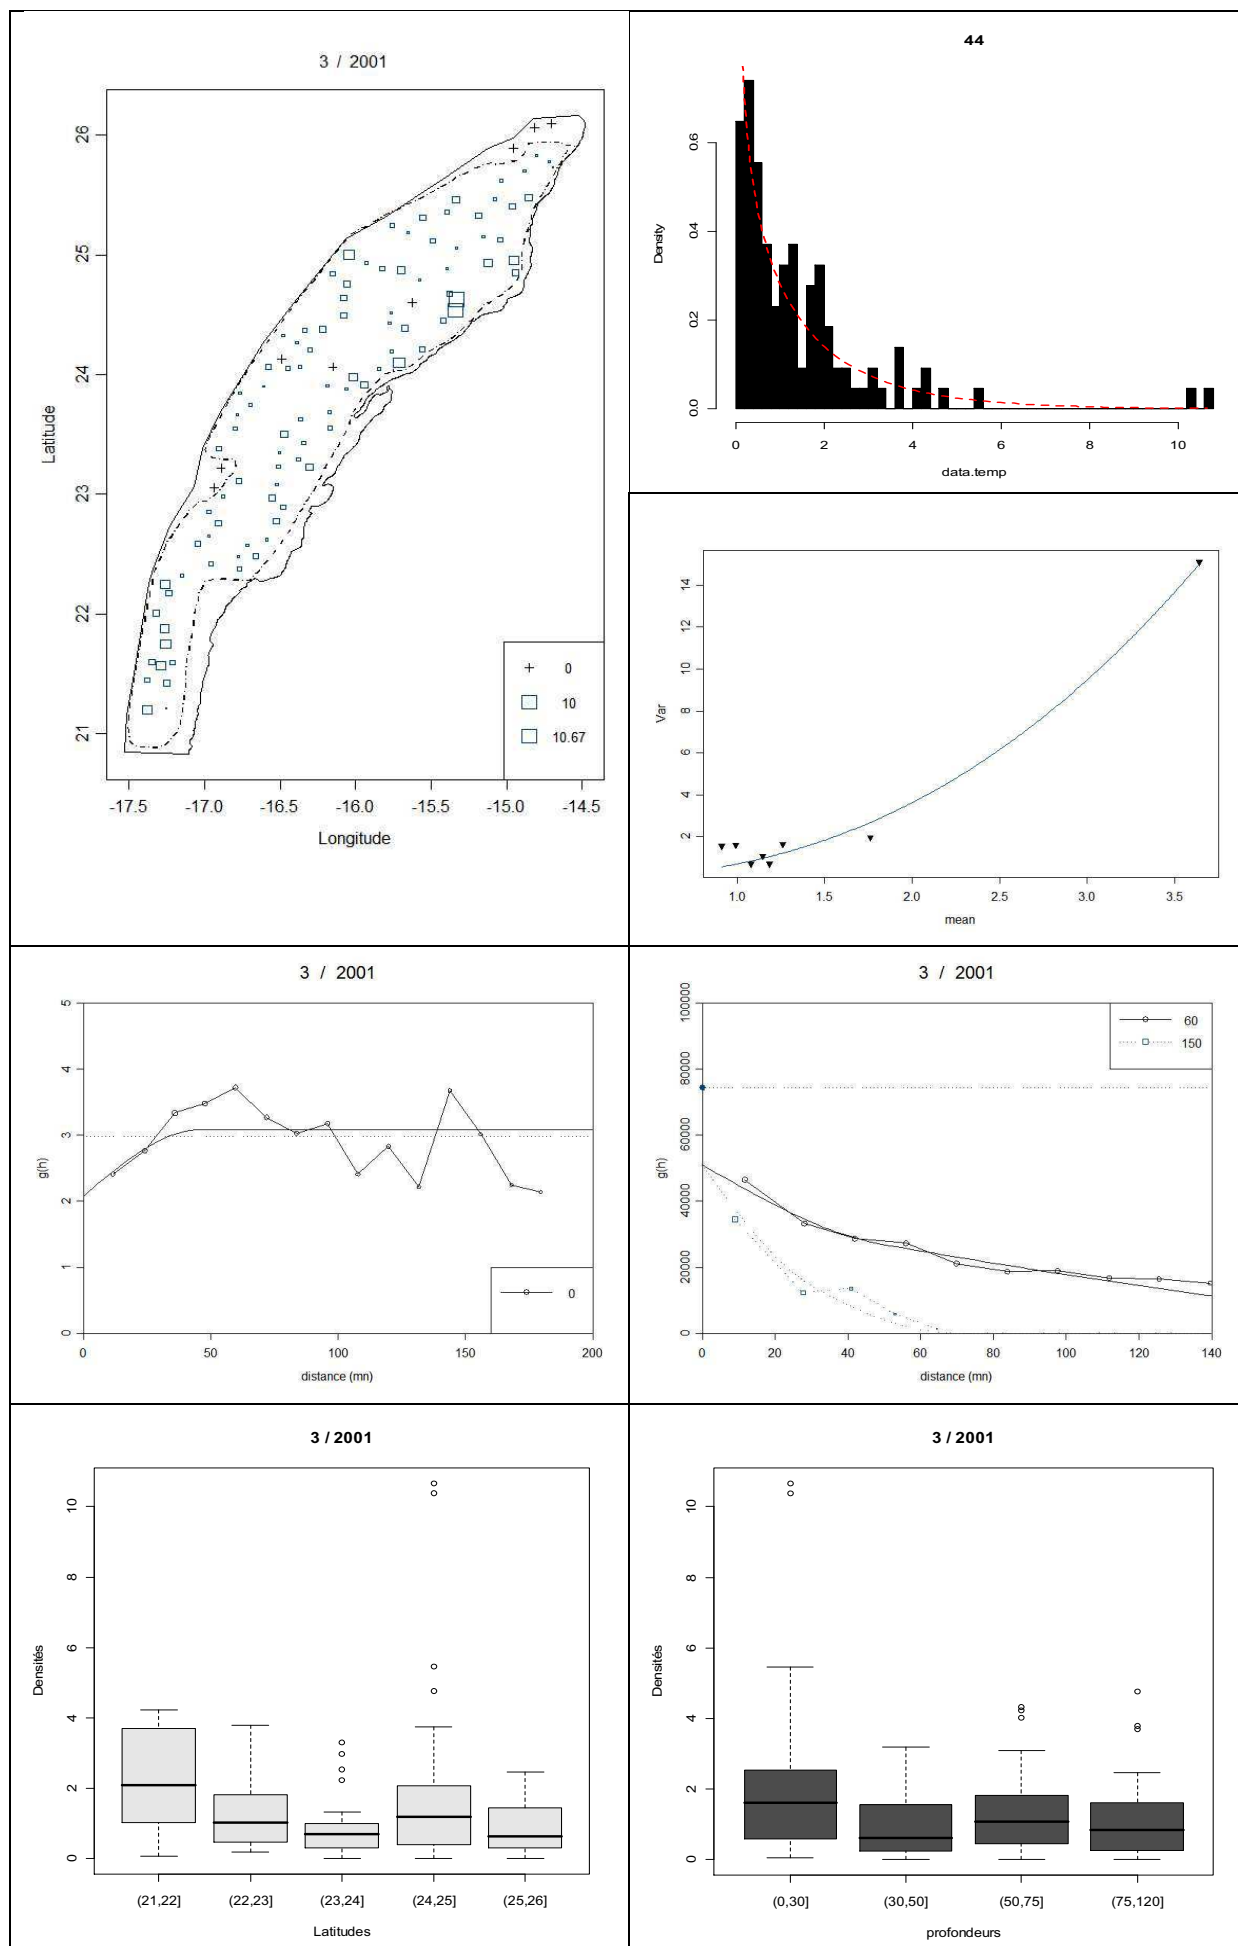 3 / 2001
Latitude
26
25
24
23
22
21
0
10
10.67
-17.5 -17.0 -16.5 -16.0 -15.5 -15.0 -14.5
Longitude
44
Density
0.6
0.4
0.2
0.0
0 2 4 6 8 10
data.temp
Var
14
12
10
8
6
4
2
1.0 1.5 2.0 2.5 3.0 3.5
mean
3 / 2001
g(h)
5
4
3
2
1
0
0
0 50 100 150 200
distance (mn)
3 / 2001
g(h)
100000
80000
60000
40000
20000
0
60
150
0 20 40 60 80 100 120 140
distance (mn)
3 / 2001
Densités
10
8
6
4
2
0
(21,22] (22,23] (23,24] (24,25] (25,26]
Latitudes
3 / 2001
Densités
10
8
6
4
2
0
(0,30] (30,50] (50,75] (75,120]
profondeurs